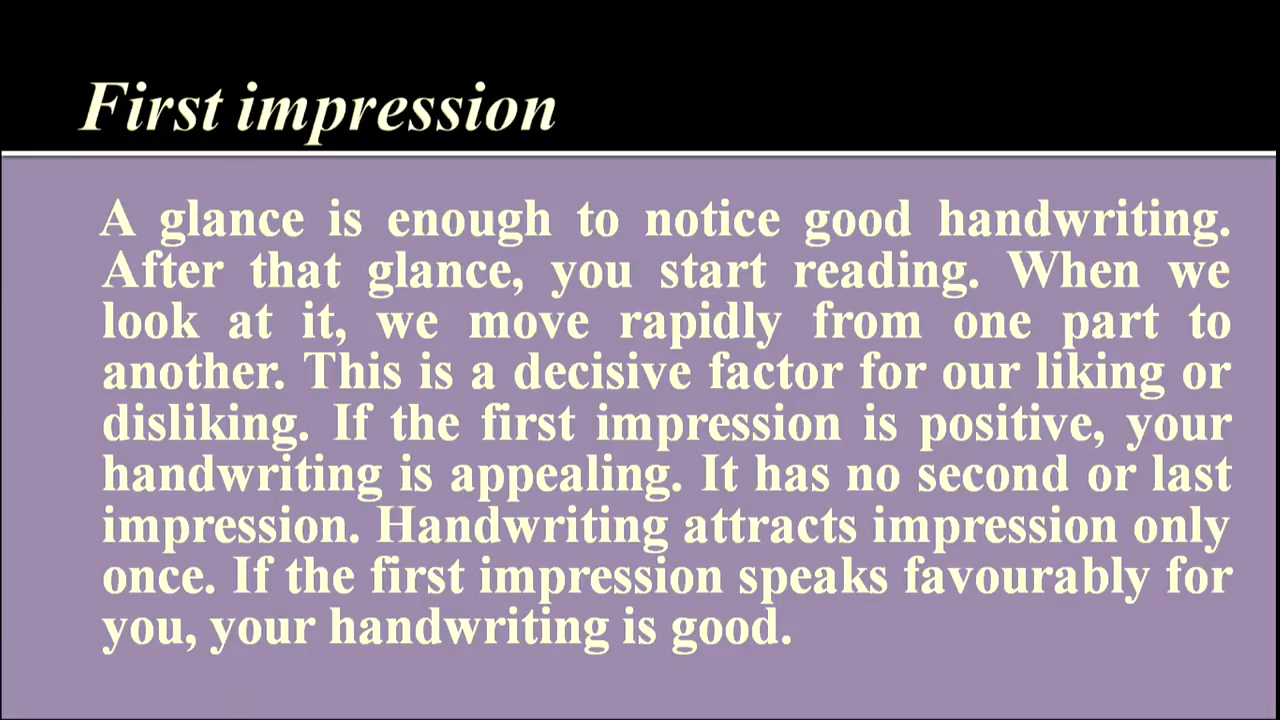 First impression
A glance is enough to notice good handwriting.
After that glance, you start reading. When we
look at it, we move rapidly from one part to
another. This is a decisive factor for our liking or
disliking. If the first impression is positive, your
handwriting is appealing. It has no second or last
impression. Handwriting attracts impression only
once. If the first impression speaks favourably for
you, your handwriting is good.